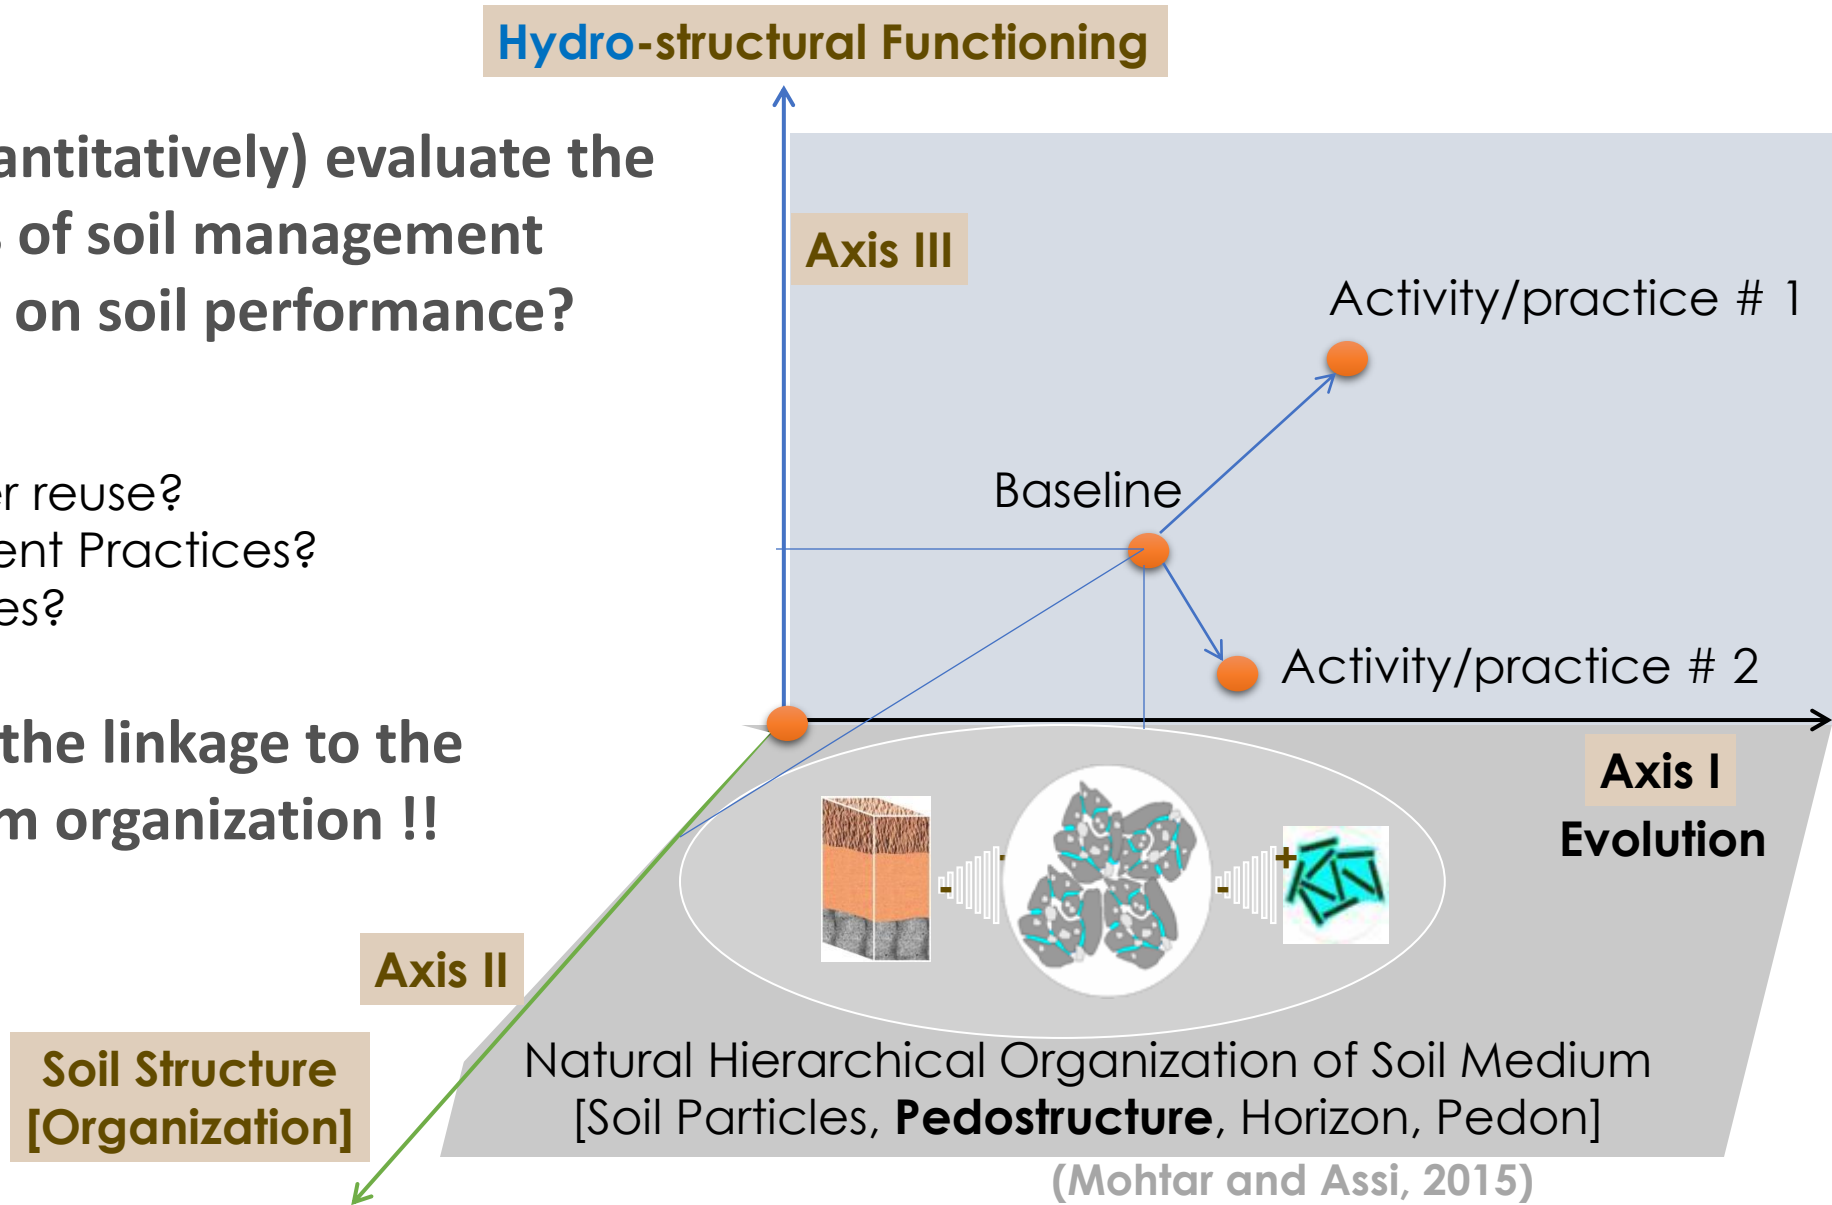 Hydro-structural Functioning
antitatively) evaluate the
of soil management
on soil performance?
reuse?
ent Practices?
es?
the linkage to the
m organization !!
Axis III
Activity/practice # 1
Baseline
Activity/practice # 2
Axis I
Evolution
- - +
Axis II
Soil Structure
[Organization]
Natural Hierarchical Organization of Soil Medium
[Soil Particles, Pedostructure, Horizon, Pedon]
(Mohtar and Assi, 2015)